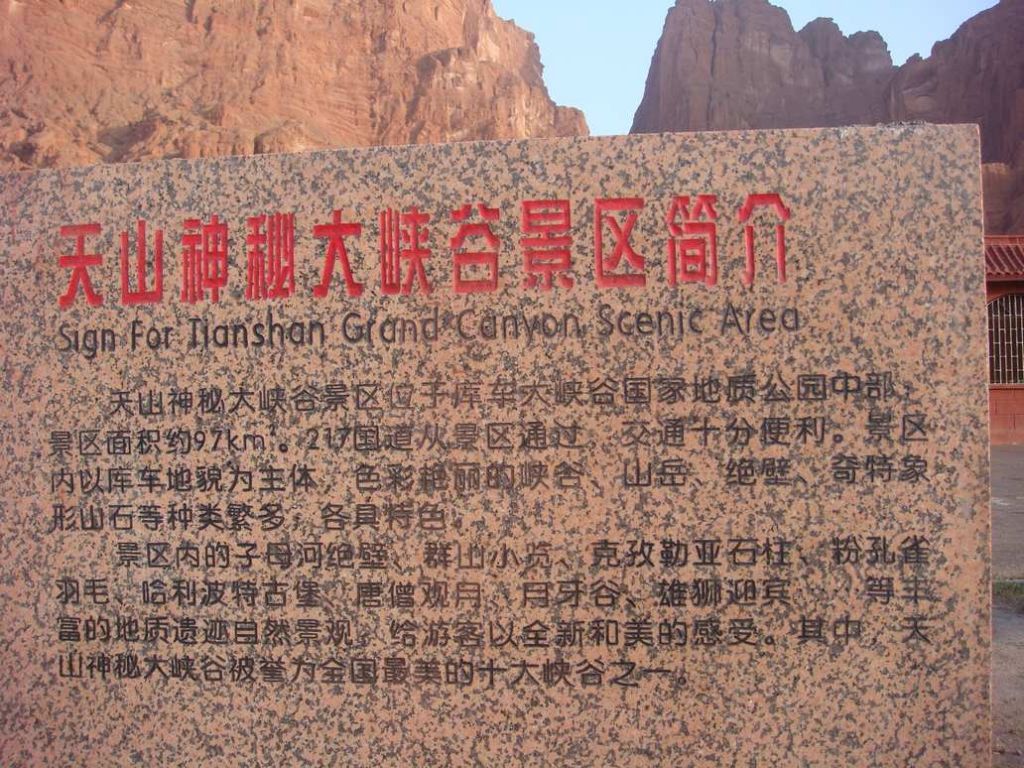 天山神秘大峡谷景区简介
Sign For Tianshan Grand Canyon Scenic Area
天山神秘大峡谷景区位于库车大峡谷国家地质公园中部，
景区面积约97km²。217国道从景区通过，交通十分便利。景区
内以库车地貌为主体，色彩艳丽的峡谷、山岳、绝壁、奇特象
形山石等种类繁多，各具特色。
景区内的子母河绝壁、群山小览、克孜勒亚石柱、粉孔雀
羽毛、哈利波特古堡、唐僧观月、月牙谷、雄狮迎宾……等丰
富的地质遗迹自然景观，给游客以全新和美的感受。其中，天
山神秘大峡谷被誉为全国最美的十大峡谷之一。